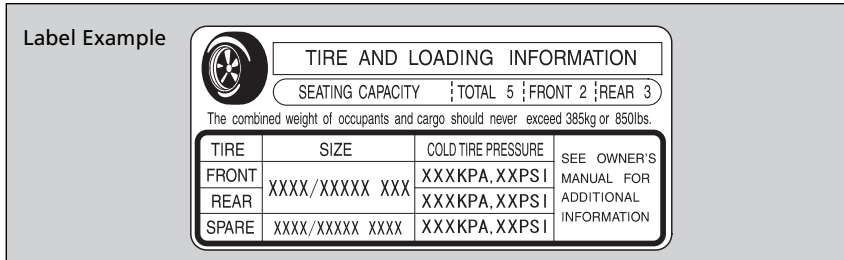 Label Example
TIRE AND LOADING INFORMATION
SEATING CAPACITY TOTAL 5 FRONT 2 REAR 3
The combined weight of occupants and cargo should never exceed 385kg or 850lbs.
TIRE SIZE COLD TIRE PRESSURE
FRONT XXXX/XXXXX XXX XXXKPA,XXPSI
REAR XXXKPA,XXPSI
SPARE XXXX/XXXXX XXXX XXXKPA,XXPSI
SEE OWNER'S
MANUAL FOR
ADDITIONAL
INFORMATION